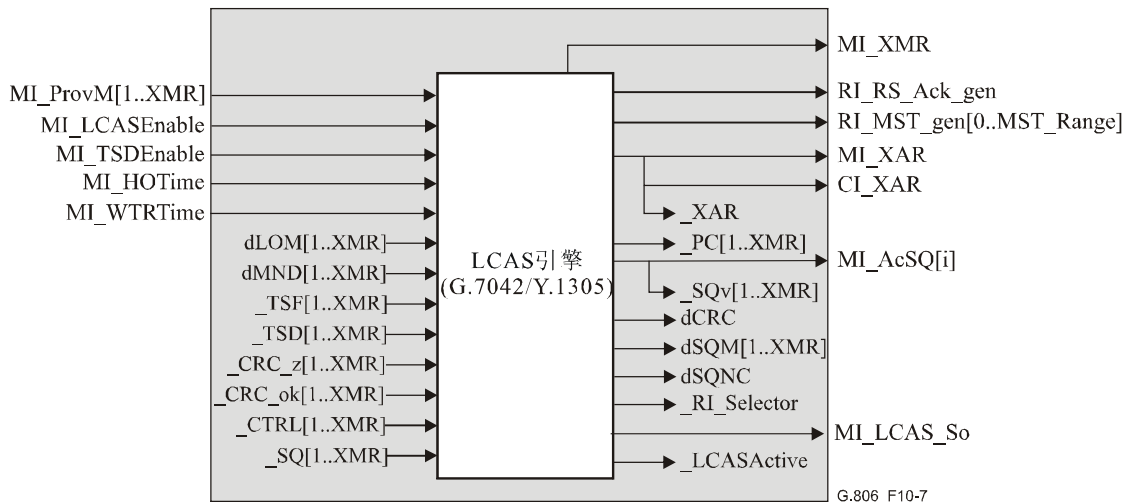 MI_ProvM[1..XMR]
MI_LCASEnable
MI_TSDEnable
MI_HOTime
MI_WTRTime
dLOM[1..XMR]
dMND[1..XMR]
_TSF[1..XMR]
_TSD[1..XMR]
_CRC_z[1..XMR]
_CRC_ok[1..XMR]
_CTRL[1..XMR]
_SQ[1..XMR]
LCAS引擎
(G.7042/Y.1305)
MI_XMR
RI_RS_Ack_gen
RI_MST_gen[0..MST_Range]
MI_XAR
CI_XAR
_XAR
_PC[1..XMR]
MI_AcSQ[i]
_SQv[1..XMR]
dCRC
dSQM[1..XMR]
dSQNC
_RI_Selector
MI_LCAS_So
_LCASActive
G.806_F10-7